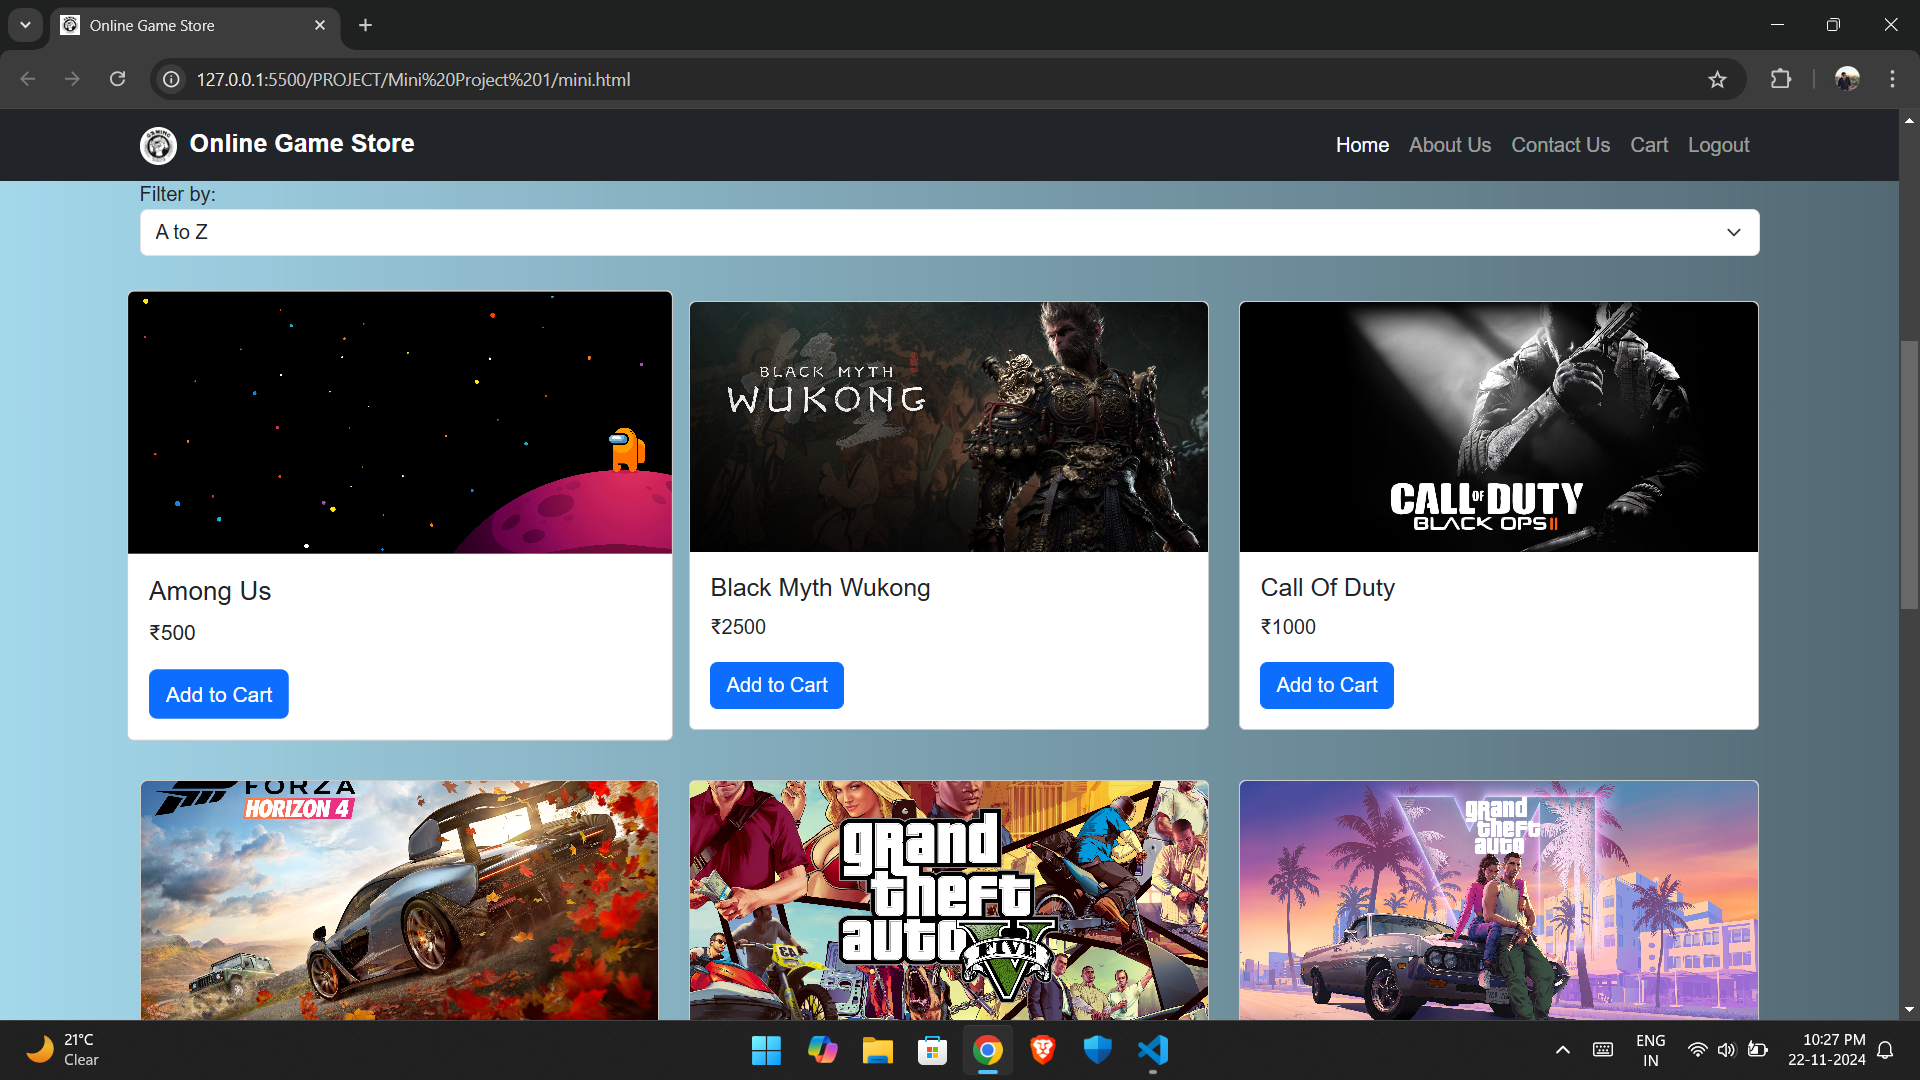 Online Game Store
127.0.0.1:5500/PROJECT/Mini%20Project%201/mini.html
Online Game Store
Home About Us Contact Us Cart Logout
Filter by:
A to Z
BLACK MYTH
WUKONG
CALL OF DUTY
BLACK OPS II
Among Us
₹500
Add to Cart
Black Myth Wukong
₹2500
Add to Cart
Call Of Duty
₹1000
Add to Cart
FORZA
HORIZON 4
grand
theft
auto
FIVE
V
grand
theft
auto
21°C
Clear
ENG
IN
10:27 PM
22-11-2024